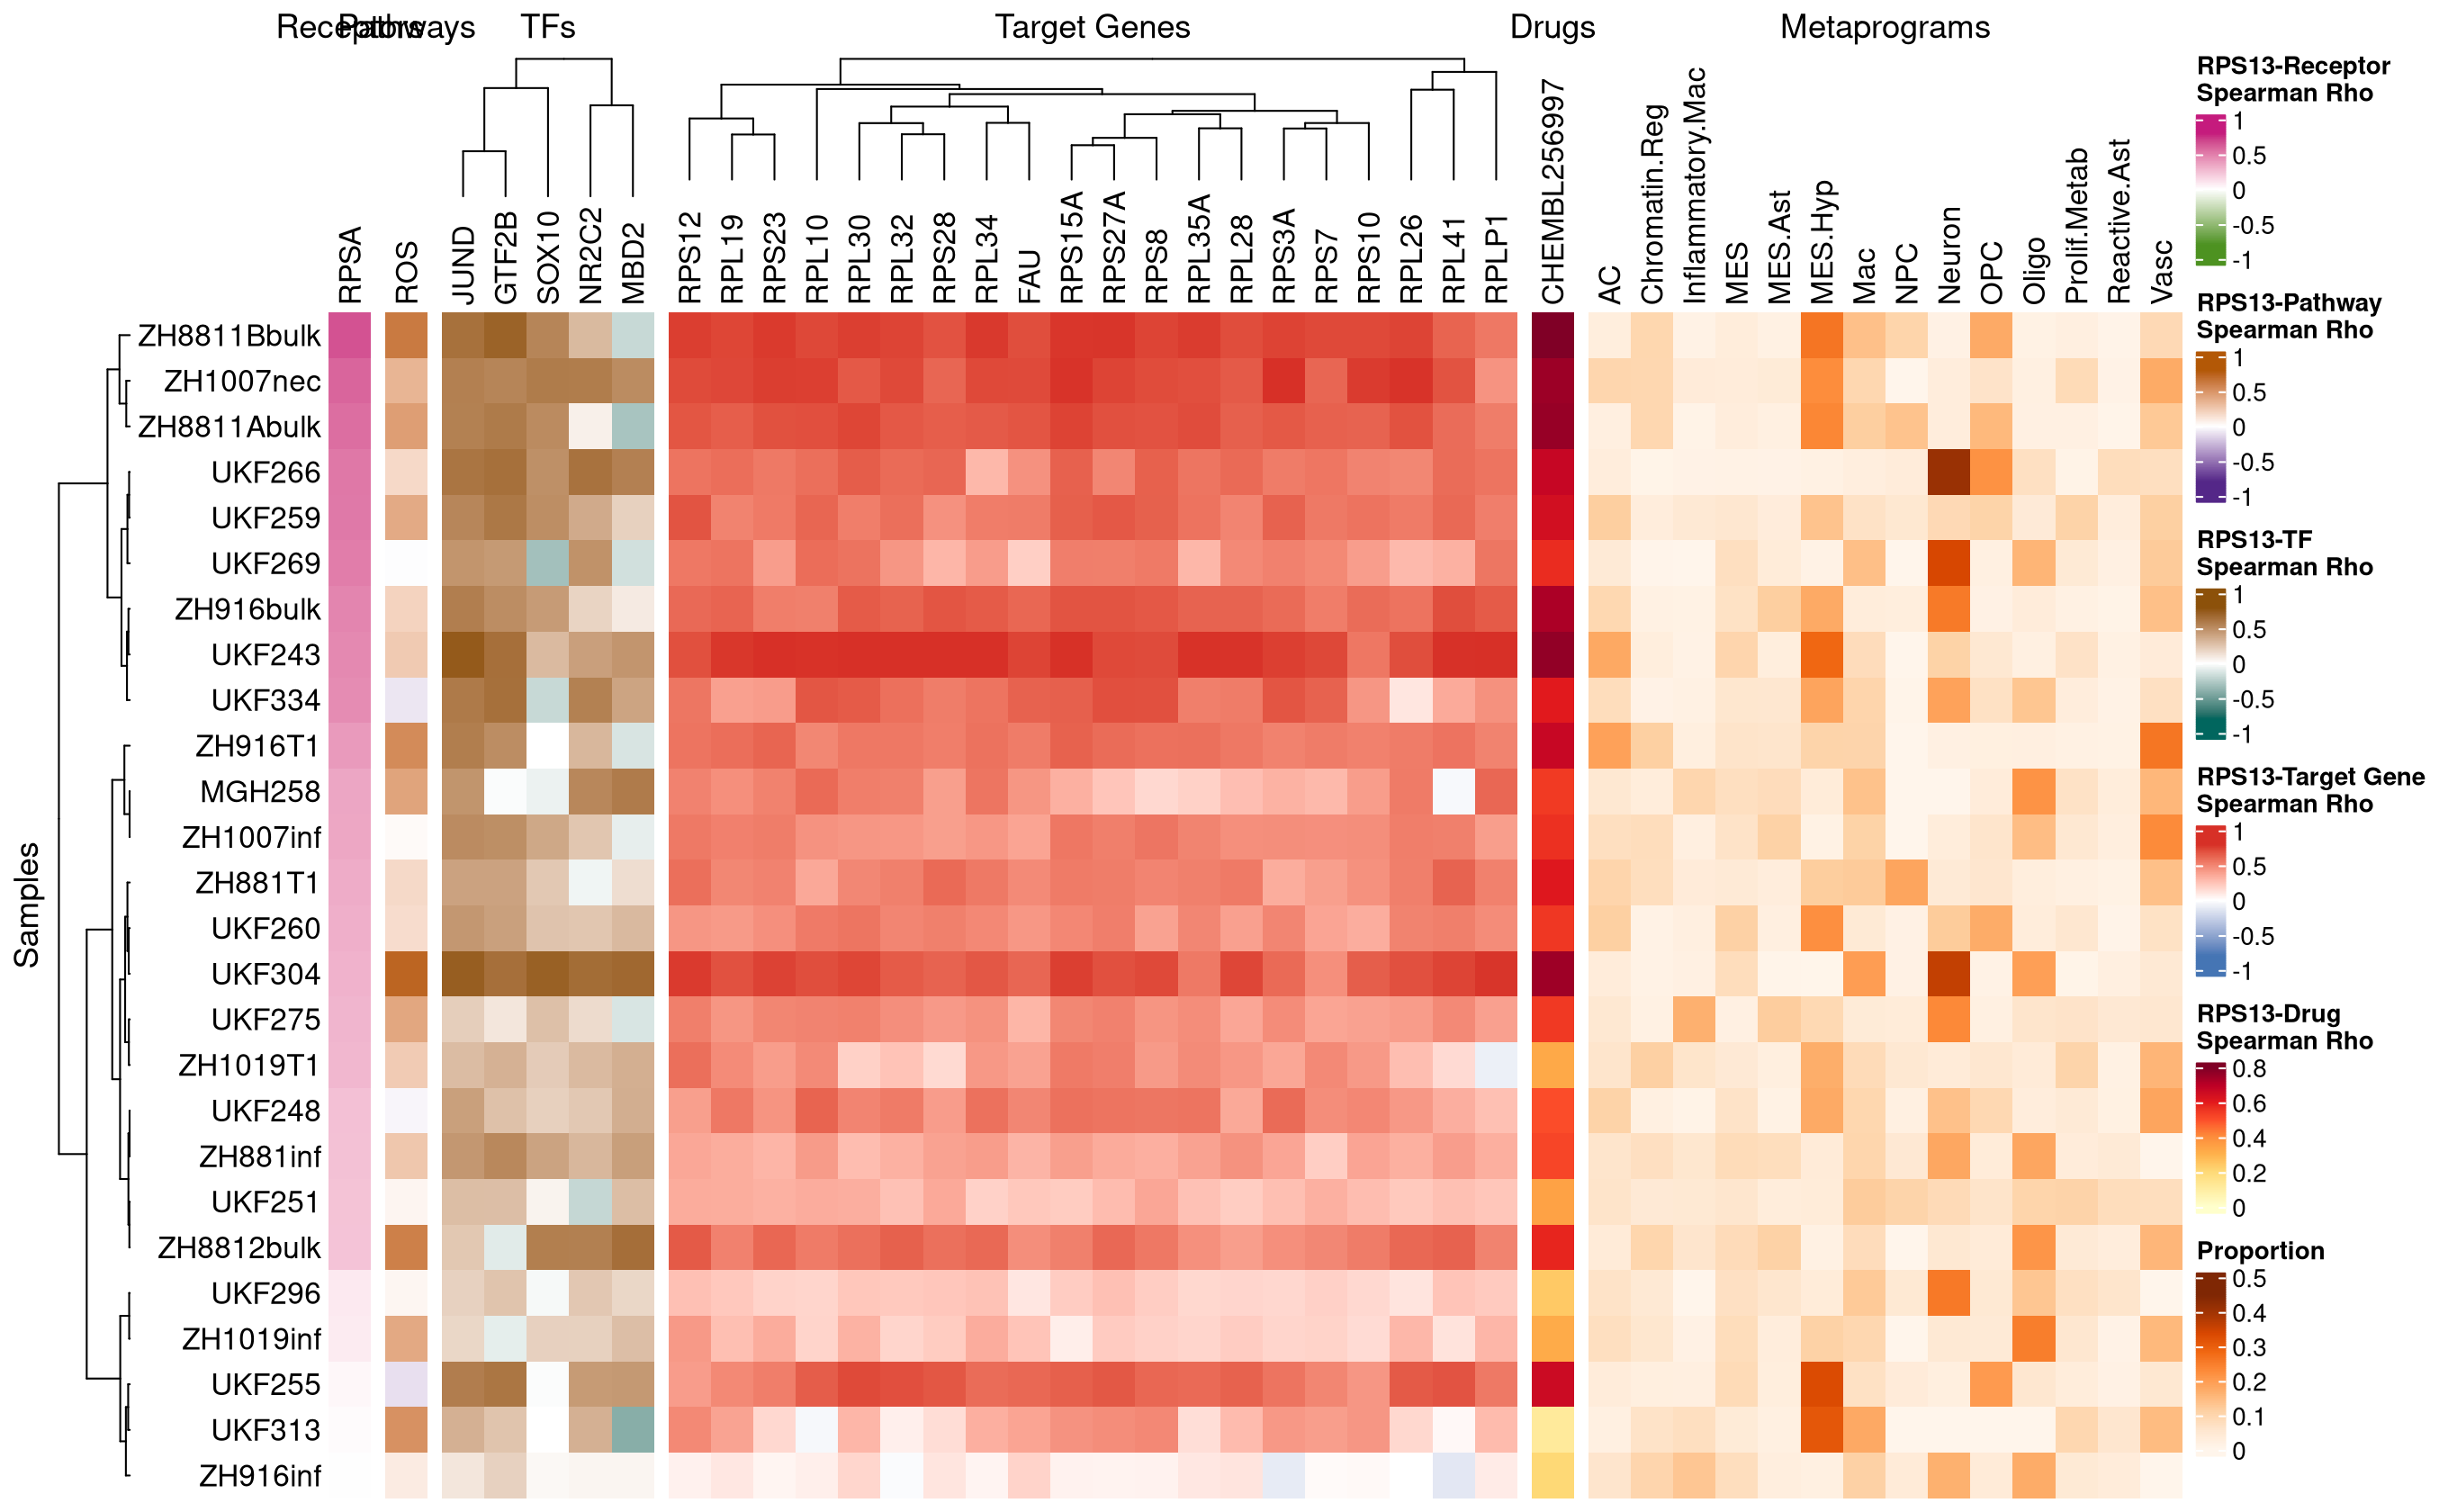 Receptors
Pathways
TFs
Target Genes
Drugs
Metaprograms
RPSA
ROS
JUND
GTF2B
SOX10
NR2C2
MBD2
RPS12
RPL19
RPS23
RPL10
RPL30
RPL32
RPS28
RPL34
FAU
RPS15A
RPS27A
RPS8
RPL35A
RPL28
RPS3A
RPS7
RPS10
RPL26
RPL41
RPLP1
CHEMBL256997
AC
Chromatin.Reg
Inflammatory.Mac
MES
MES.Ast
MES.Hyp
Mac
NPC
Neuron
OPC
Oligo
Prolif.Metab
Reactive.Ast
Vasc
Samples
ZH8811Bbulk
ZH1007nec
ZH8811Abulk
UKF266
UKF259
UKF269
ZH916bulk
UKF243
UKF334
ZH916T1
MGH258
ZH1007inf
ZH881T1
UKF260
UKF304
UKF275
ZH1019T1
UKF248
ZH881inf
UKF251
ZH8812bulk
UKF296
ZH1019inf
UKF255
UKF313
ZH916inf
RPS13-Receptor
Spearman Rho
1
0.5
0
-0.5
-1
RPS13-Pathway
Spearman Rho
1
0.5
0
-0.5
-1
RPS13-TF
Spearman Rho
1
0.5
0
-0.5
-1
RPS13-Target Gene
Spearman Rho
1
0.5
0
-0.5
-1
RPS13-Drug
Spearman Rho
0.8
0.6
0.4
0.2
0
Proportion
0.5
0.4
0.3
0.2
0.1
0